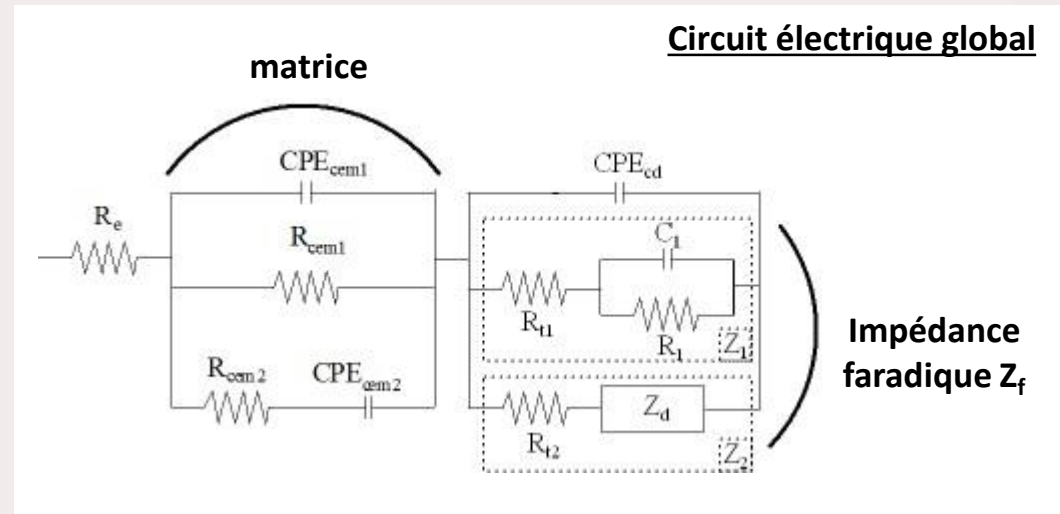 Circuit électrique global
matrice
CPEcem1
CPEcd
Re
Rcem1
C1
Rt1
R1
Z1
Impédance
faradique Zf
Rcem2
CPEcem2
Rt2
Zd
Z2